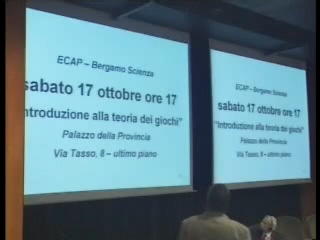 ECAP – Bergamo Scienza
sabato 17 ottobre ore 17
ntroduzione alla teoria dei giochi"
Palazzo della Provincia
Via Tasso, 8 – ultimo piano
ECAP – Bergamo Scienza
sabato 17 ottobre ore 17
"Introduzione alla teoria dei giochi"
Palazzo della Provincia
Via Tasso, 8 – ultimo piano